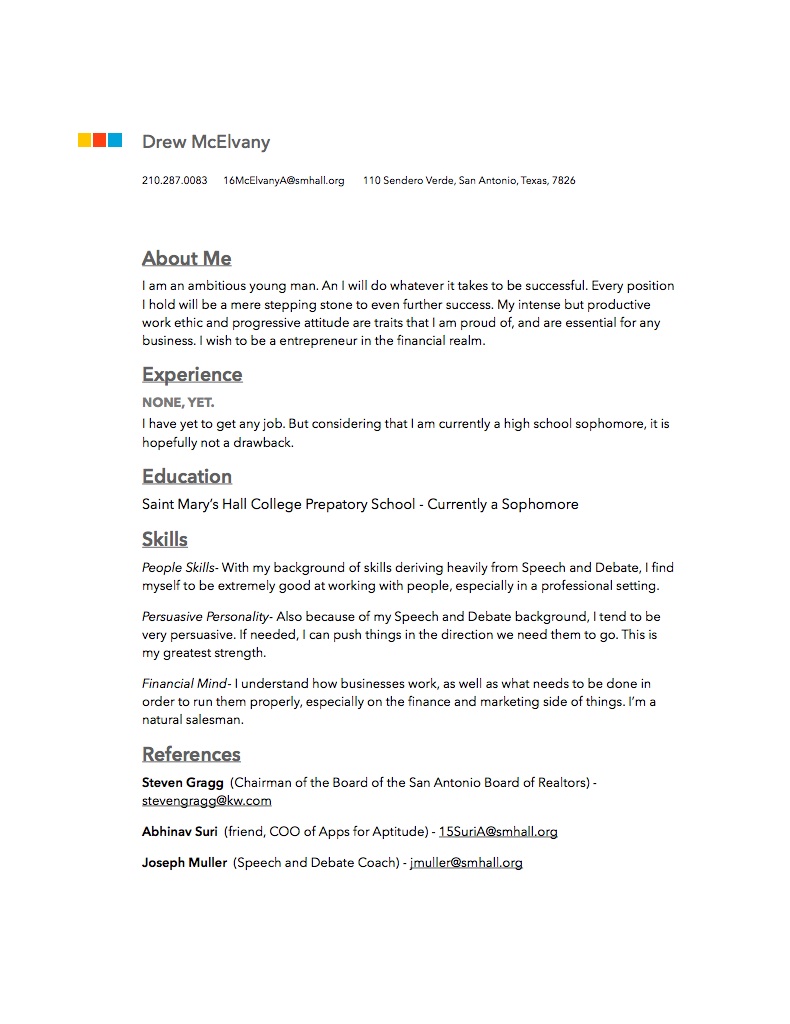 Drew McElvany
210.287.0083 16McElvanyA@smhall.org 110 Sendero Verde, San Antonio, Texas, 7826
About Me
I am an ambitious young man. An I will do whatever it takes to be successful. Every position
I hold will be a mere stepping stone to even further success. My intense but productive
work ethic and progressive attitude are traits that I am proud of, and are essential for any
business. I wish to be a entrepreneur in the financial realm.
Experience
NONE, YET.
I have yet to get any job. But considering that I am currently a high school sophomore, it is
hopefully not a drawback.
Education
Saint Mary’s Hall College Prepatory School - Currently a Sophomore
Skills
People Skills- With my background of skills deriving heavily from Speech and Debate, I find
myself to be extremely good at working with people, especially in a professional setting.
Persuasive Personality- Also because of my Speech and Debate background, I tend to be
very persuasive. If needed, I can push things in the direction we need them to go. This is
my greatest strength.
Financial Mind- I understand how businesses work, as well as what needs to be done in
order to run them properly, especially on the finance and marketing side of things. I’m a
natural salesman.
References
Steven Gragg (Chairman of the Board of the San Antonio Board of Realtors) -
stevengragg@kw.com
Abhinav Suri (friend, COO of Apps for Aptitude) - 15SuriA@smhall.org
Joseph Muller (Speech and Debate Coach) - jmuller@smhall.org